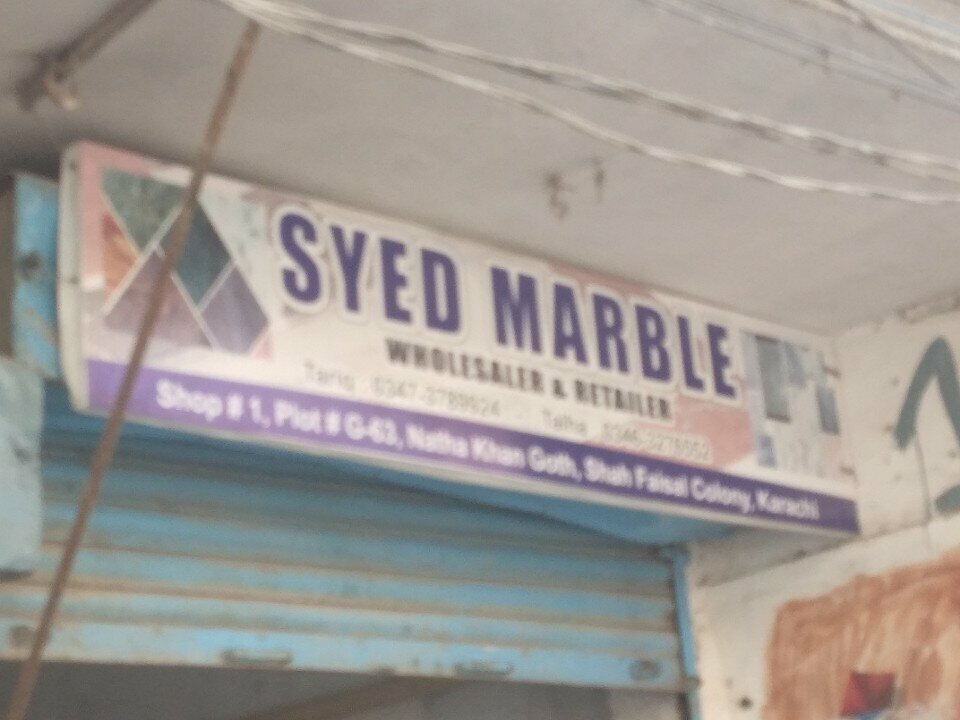 SYED MARBLE
WHOLESALER & RETAILER
Tariq Talha
Shop # 1, Plot # G-63, Natha Khan Goth, Shah Faisal Colony, Karachi